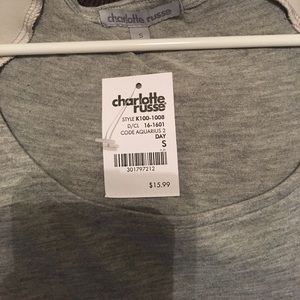 charlotte russe
S
charlotte
russe
STYLE K100-1008
D/CL 16-1601
CODE AQUARIUS 2
DAY
S
301797212
$15.99